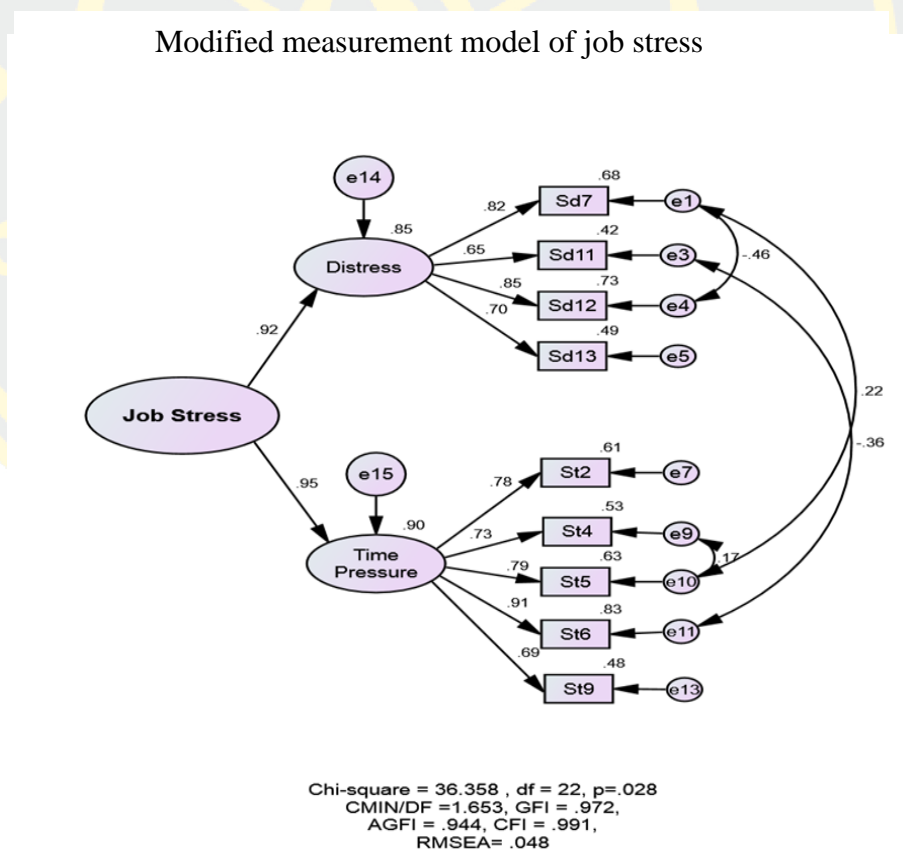 Modified measurement model of job stress
e14
.68
.82
Sd7
e1
.85
.42
.65
Sd11
e3
-.46
Distress
.85
.73
Sd12
e4
.70
.49
.92
Sd13
e5
.22
Job Stress
-.36
.61
e15
.78
St2
e7
.95
.53
.90
.73
St4
e9
.63
.17
Time
Pressure
.79
St5
e10
.91
.83
St6
e11
.69
.48
St9
e13
Chi-square = 36.358 , df = 22, p=.028
CMIN/DF =1.653, GFI = .972,
AGFI = .944, CFI = .991,
RMSEA= .048